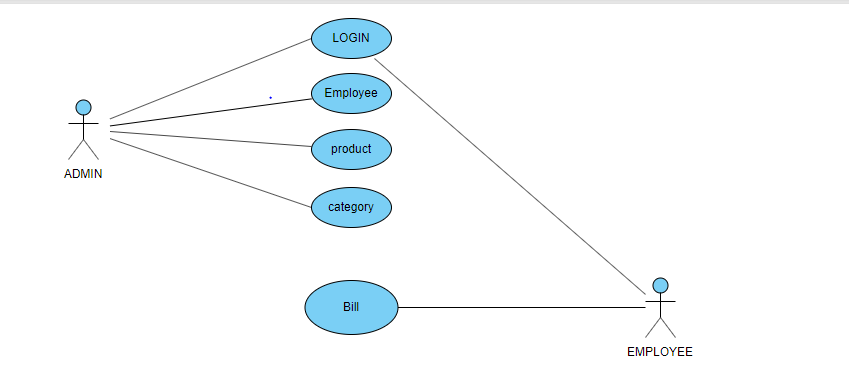 LOGIN
Employee
product
ADMIN
category
Bill
EMPLOYEE